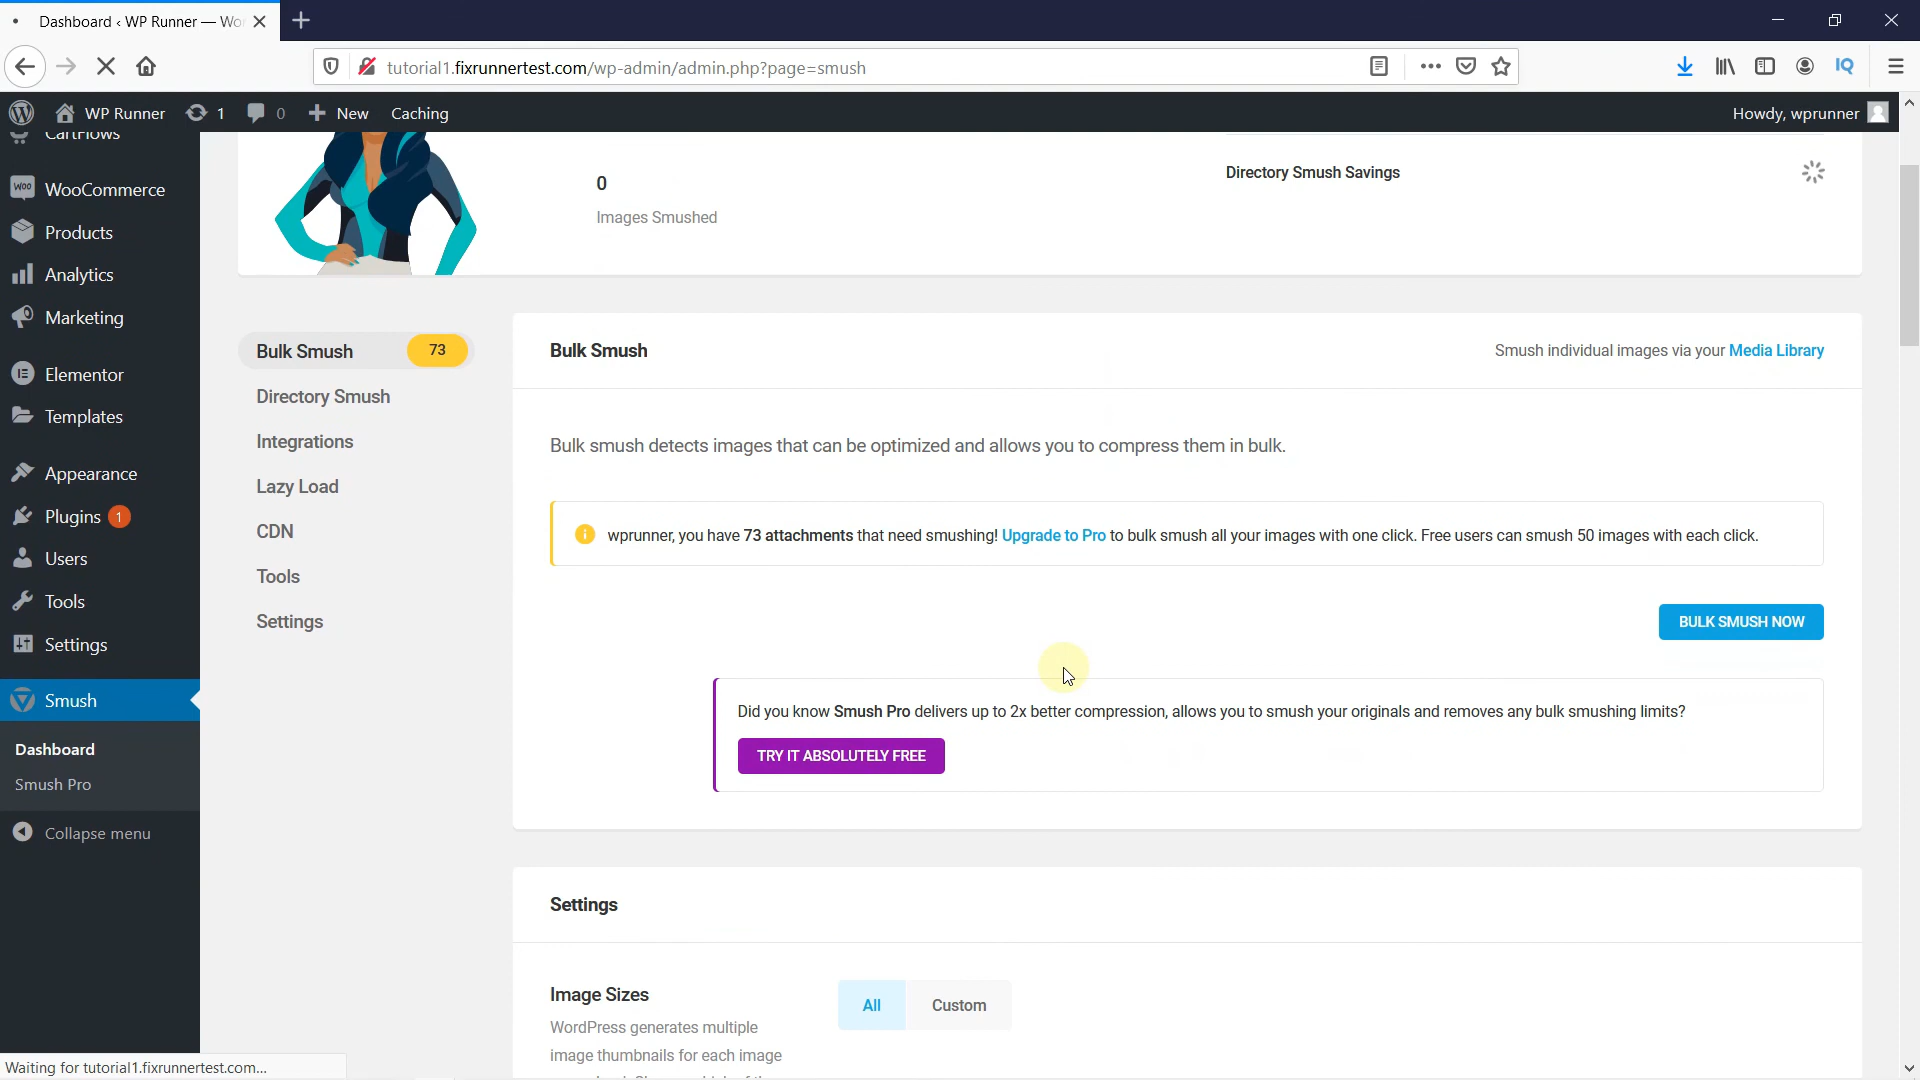 Dashboard ‹ WP Runner — Wo
tutorial1.fixrunnertest.com/wp-admin/admin.php?page=smush
IQ
WP Runner 1 0 New Caching Howdy, wprunner
CartFlows
WooCommerce
Products
Analytics
Marketing
Elementor
Templates
Appearance
Plugins 1
Users
Tools
Settings
Smush
Dashboard
Smush Pro
Collapse menu
0
Images Smushed
Directory Smush Savings
Bulk Smush 73
Directory Smush
Integrations
Lazy Load
CDN
Tools
Settings
Bulk Smush
Smush individual images via your Media Library
Bulk smush detects images that can be optimized and allows you to compress them in bulk.
wprunner, you have 73 attachments that need smushing! Upgrade to Pro to bulk smush all your images with one click. Free users can smush 50 images with each click.
BULK SMUSH NOW
Did you know Smush Pro delivers up to 2x better compression, allows you to smush your originals and removes any bulk smushing limits?
TRY IT ABSOLUTELY FREE
Settings
Image Sizes
All Custom
WordPress generates multiple
image thumbnails for each image
Waiting for tutorial1.fixrunnertest.com...